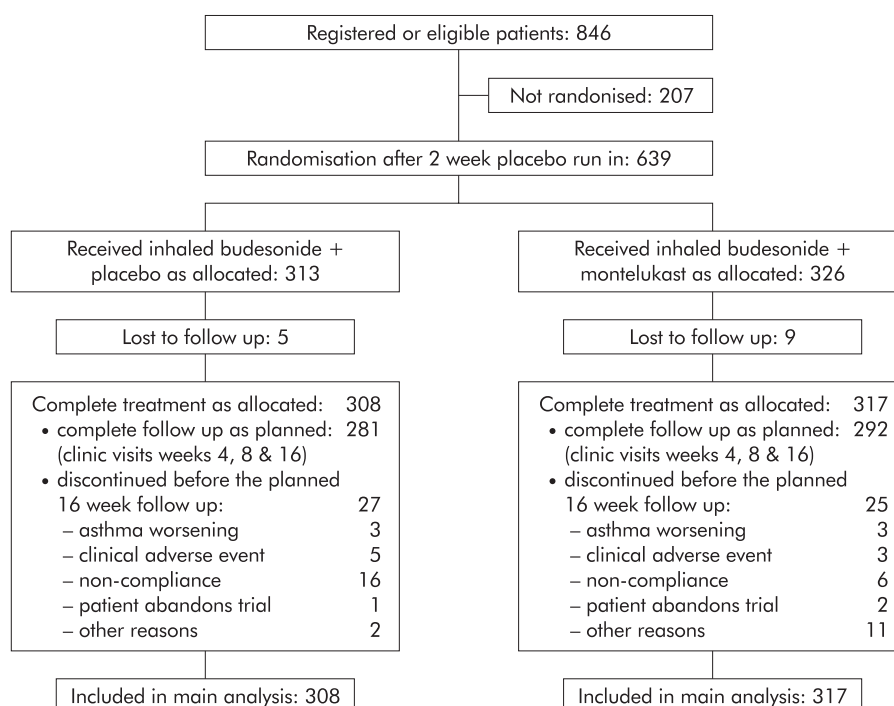 Registered or eligible patients: 846
Not randomised: 207
Randomisation after 2 week placebo run in: 639
Received inhaled budesonide +
placebo as allocated: 313
Received inhaled budesonide +
montelukast as allocated: 326
Lost to follow up: 5
Lost to follow up: 9
Complete treatment as allocated: 308
• complete follow up as planned: 281
(clinic visits weeks 4, 8 & 16)
• discontinued before the planned
16 week follow up: 27
– asthma worsening 3
– clinical adverse event 5
– non-compliance 16
– patient abandons trial 1
– other reasons 2
Complete treatment as allocated: 317
• complete follow up as planned: 292
(clinic visits weeks 4, 8 & 16)
• discontinued before the planned
16 week follow up: 25
– asthma worsening 3
– clinical adverse event 3
– non-compliance 6
– patient abandons trial 2
– other reasons 11
Included in main analysis: 308
Included in main analysis: 317